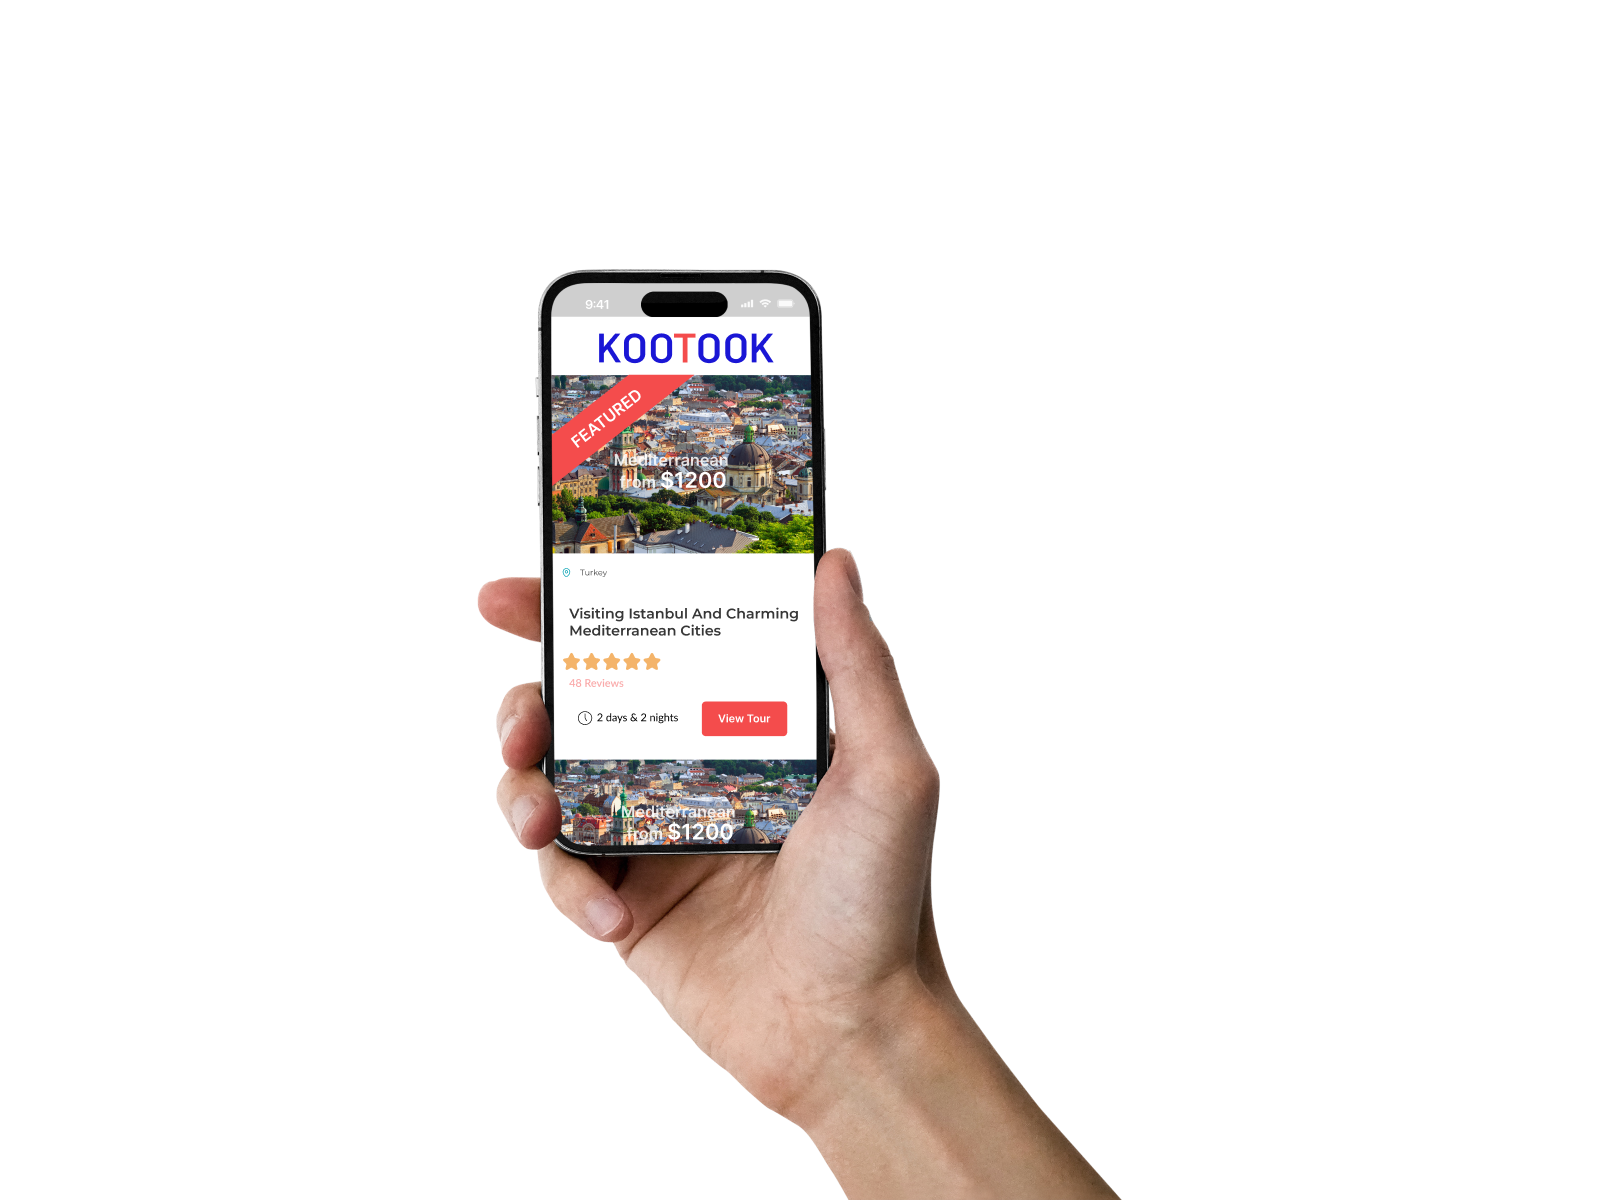 9:41
KOOTOOK
FEATURED
Mediterranean
from $1200
Turkey
Visiting Istanbul And Charming
Mediterranean Cities
48 Reviews
2 days & 2 nights
View Tour
Mediterranean
from $1200